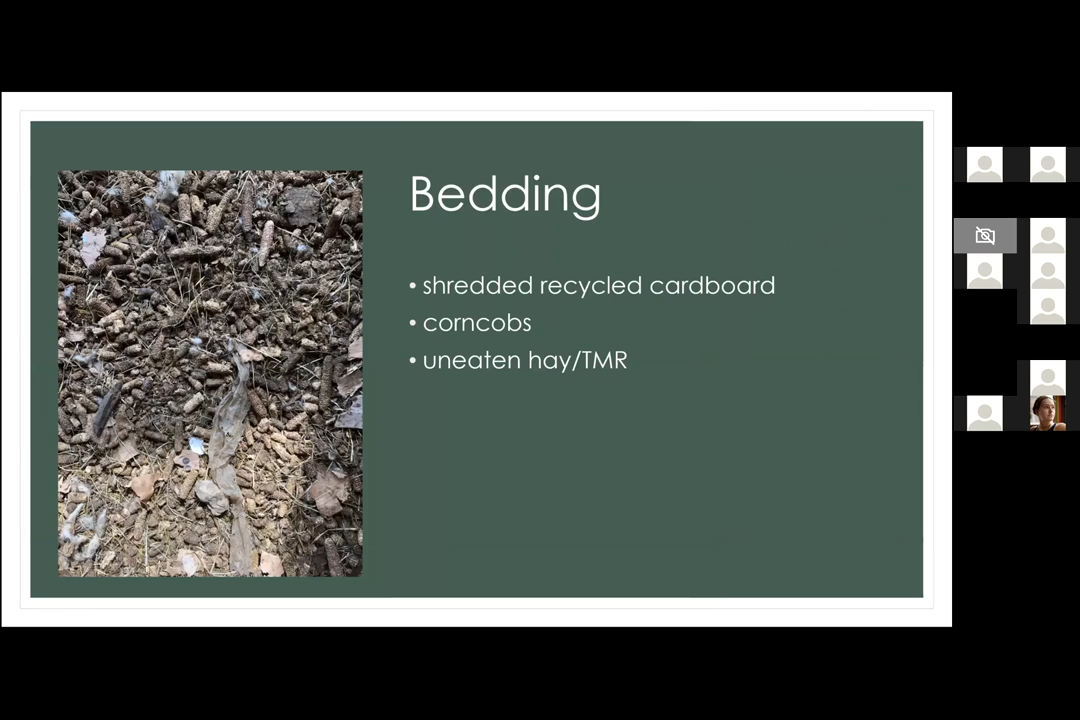 Bedding
• shredded recycled cardboard
• corncobs
• uneaten hay/TMR